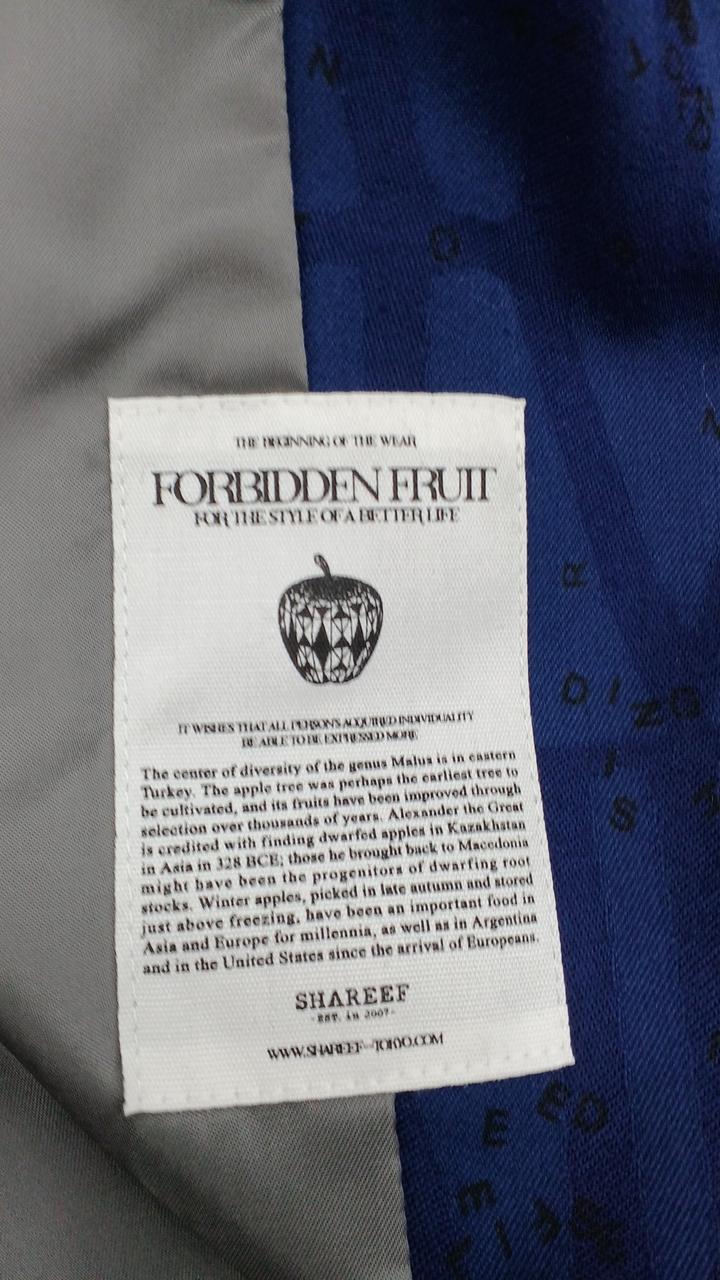 THE BEGINNING OF THE WEAR
FORBIDDEN FRUIT
FOR THE STYLE OF A BETTER LIFE
IT WISHES THAT ALL PERSON'S ACQUIRED INDIVIDUALITY
BE ABLE TO BE EXPRESSED MORE
The center of diversity of the genus Malus is in eastern
Turkey. The apple tree was perhaps the earliest tree to
be cultivated, and its fruits have been improved through
selection over thousands of years. Alexander the Great
is credited with finding dwarfed apples in Kazakhstan
in Asia in 328 BCE; those he brought back to Macedonia
might have been the progenitors of dwarfing root
stocks. Winter apples, picked in late autumn and stored
just above freezing, have been an important food in
Asia and Europe for millennia, as well as in Argentina
and in the United States since the arrival of Europeans.
SHAREEF
-EST. in 2007-
WWW.SHAREEF-TOKYO.COM
N
O
R
D I Z G
I
S
E E D
E